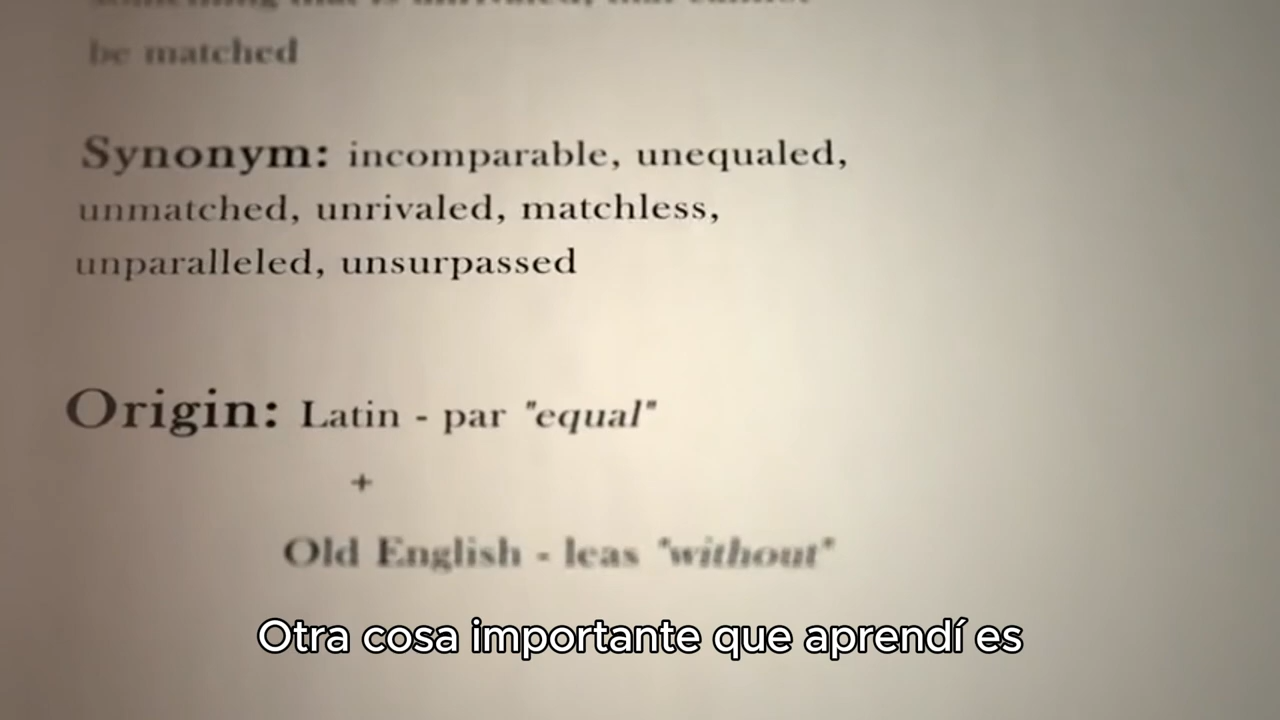 be matched
Synonym: incomparable, unequaled,
unmatched, unrivaled, matchless,
unparalleled, unsurpassed
Origin: Latin - par "equal"
+
Old English - leas "without"
Otra cosa importante que aprendí es